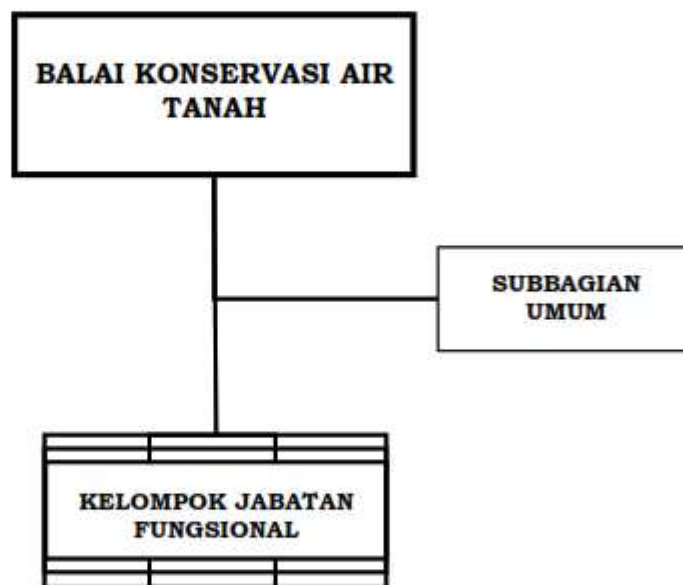 BALAI KONSERVASI AIR
TANAH
SUBBAGIAN
UMUM
KELOMPOK JABATAN
FUNGSIONAL